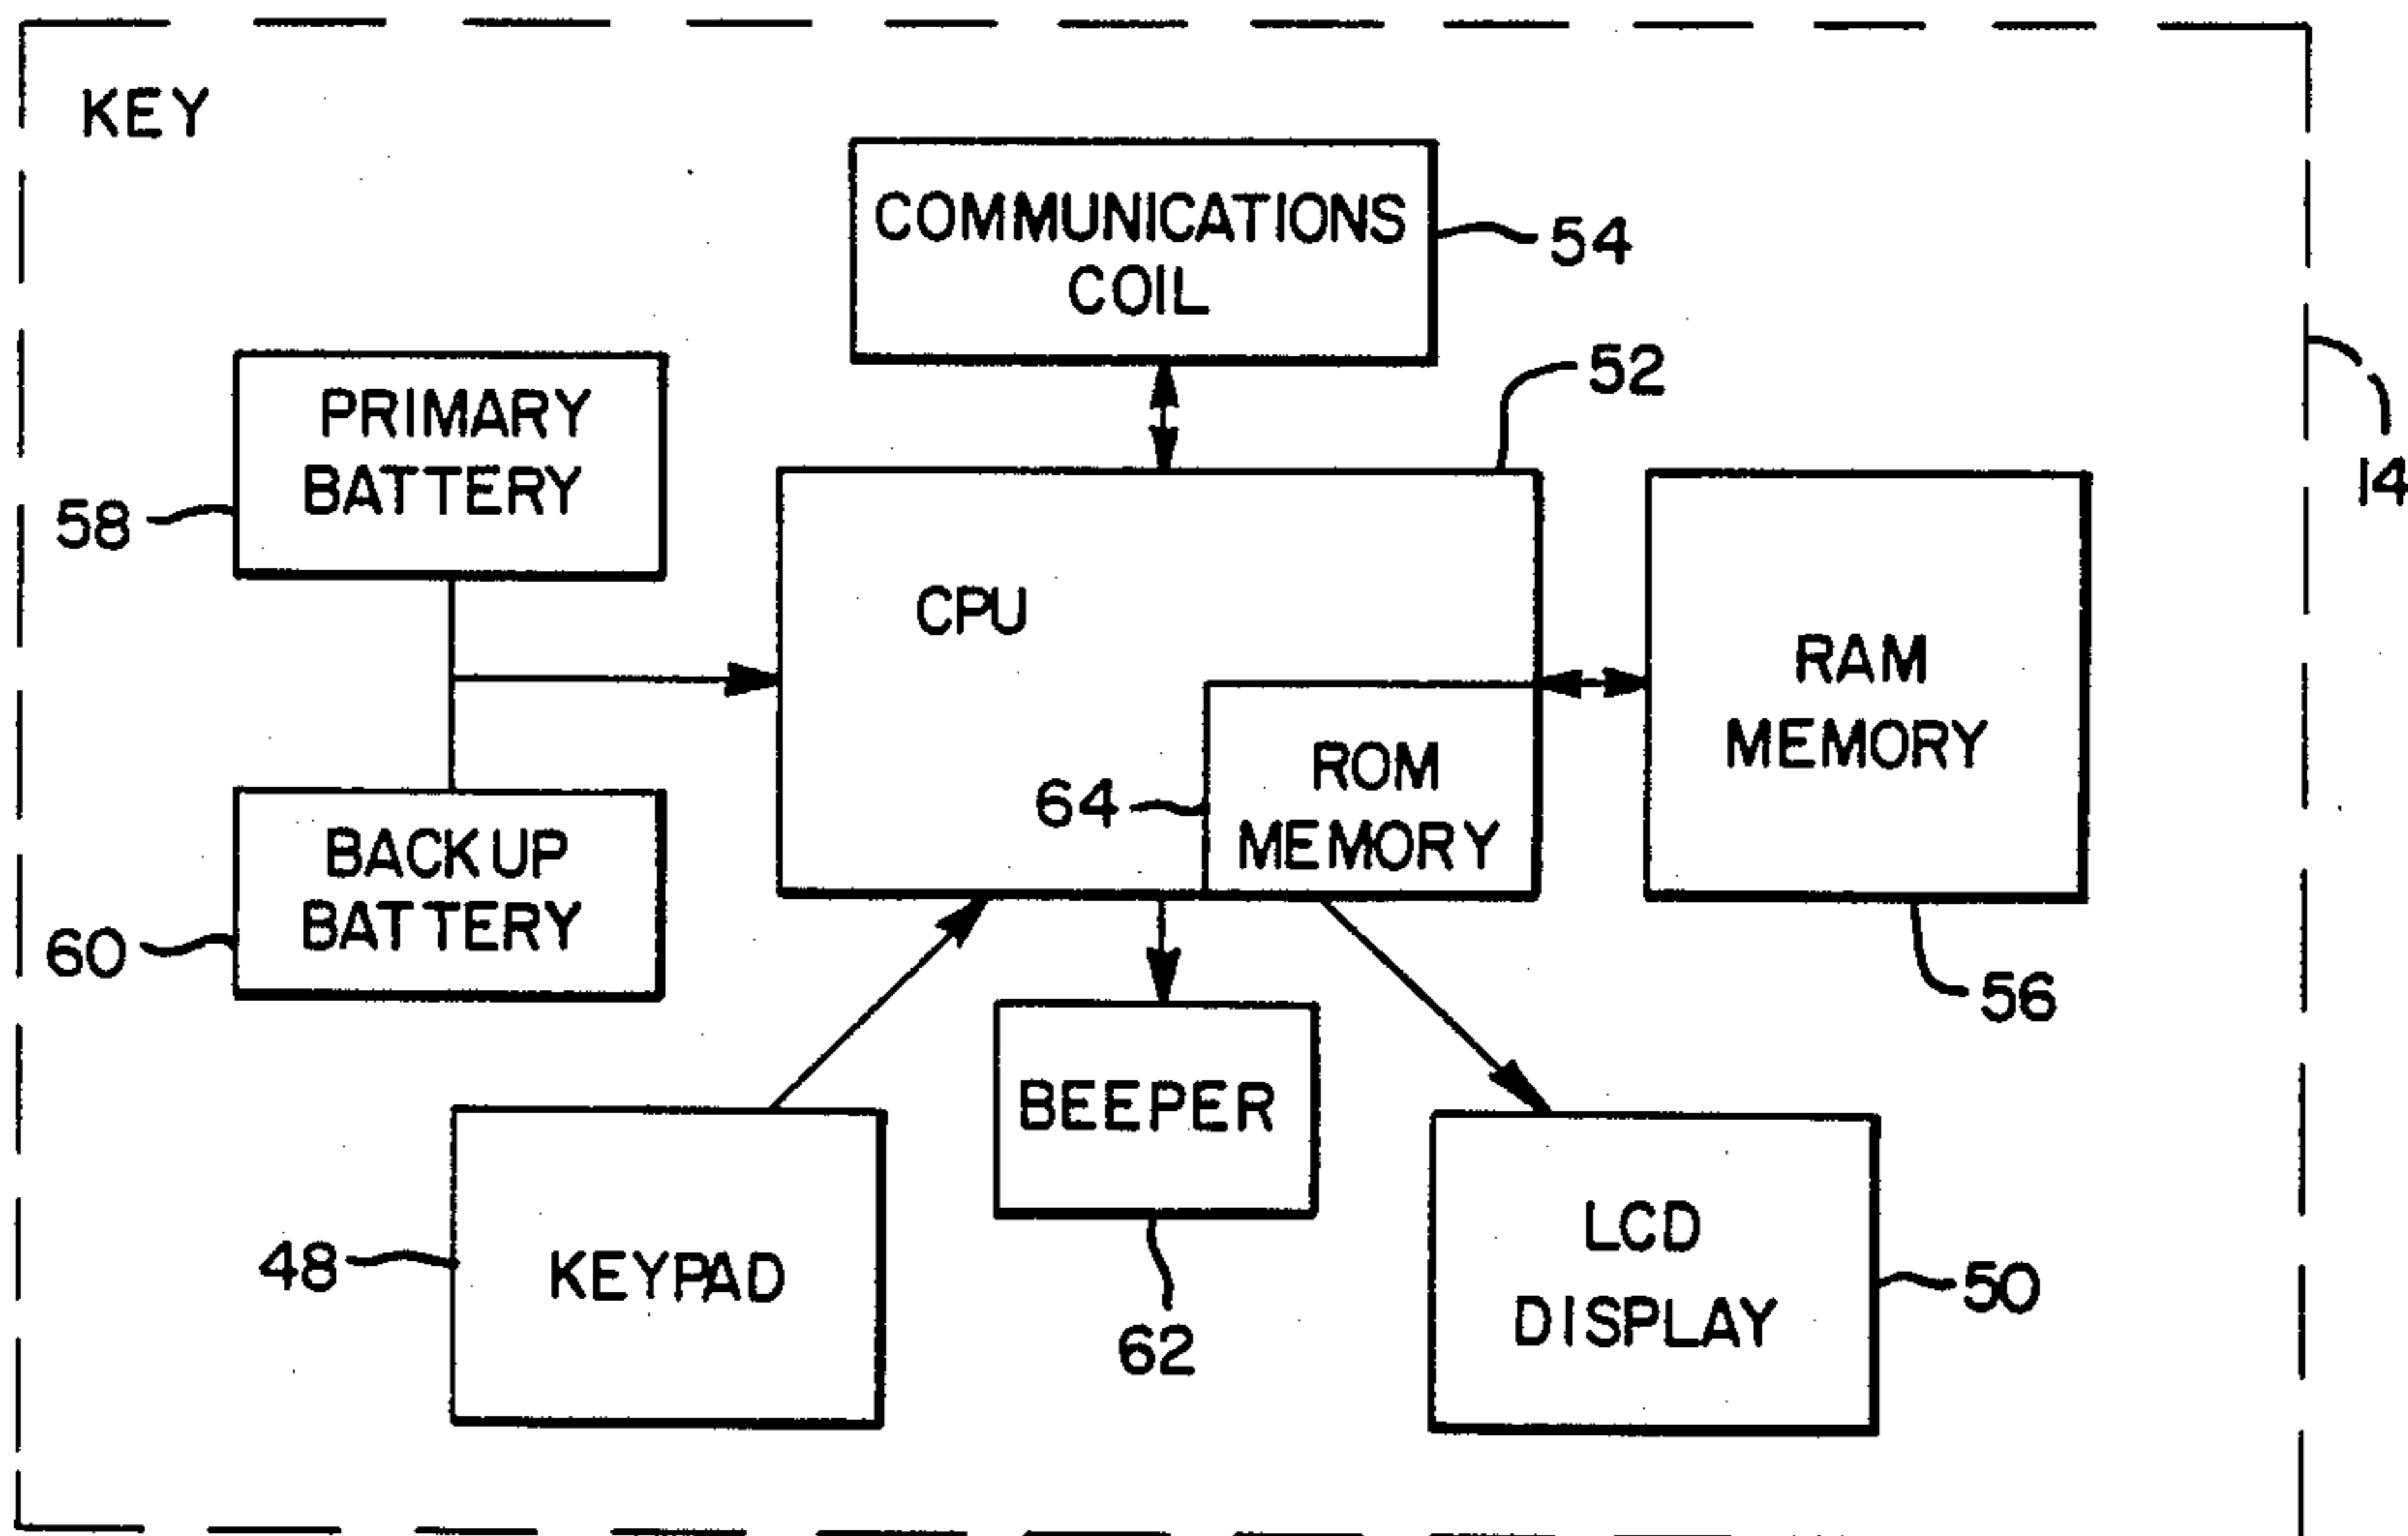 KEY
COMMUNICATIONS
COIL
54
52
14
PRIMARY
BATTERY
58
CPU
RAM
MEMORY
ROM
MEMORY
64
BACKUP
BATTERY
60
56
BEEPER
62
KEYPAD
48
LCD
DISPLAY
50